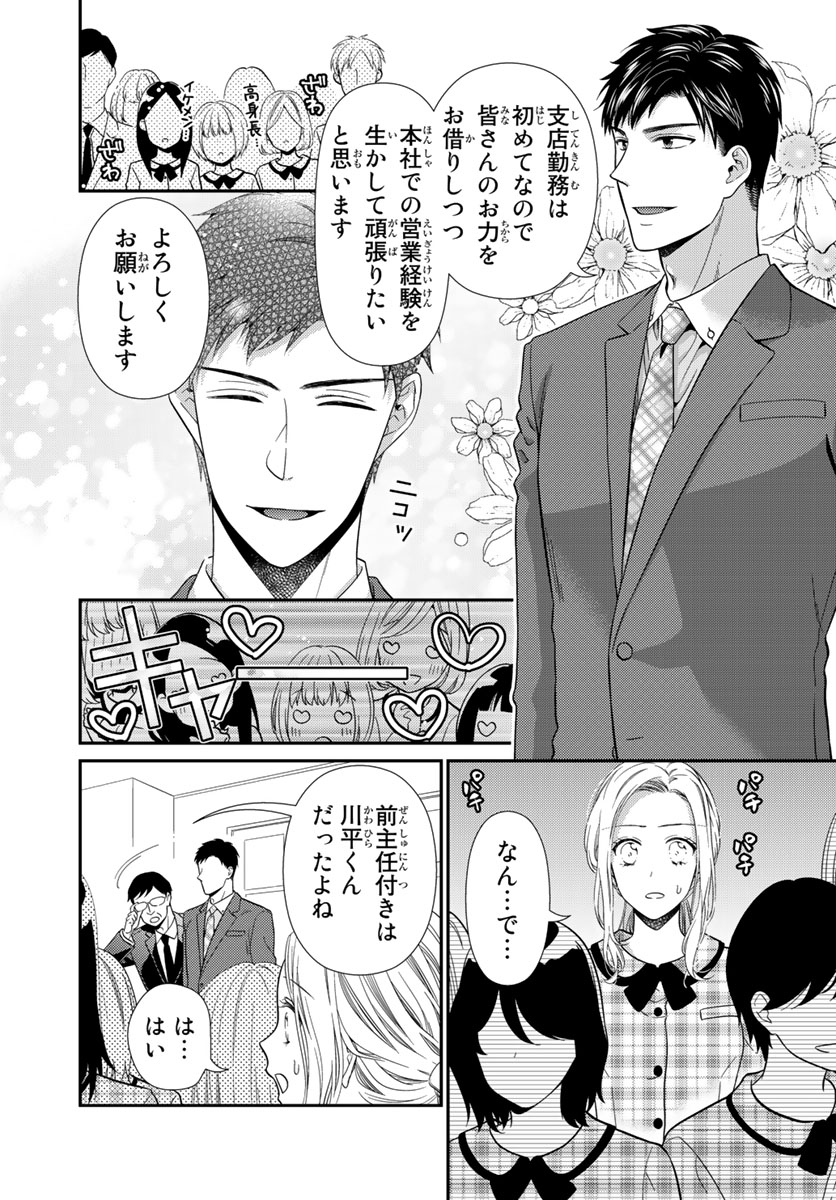 支店勤務は
初めてなので
皆さんのお力を
お借りしつつ
本社での営業経験を
生かして頑張りたい
と思います
ざわ
高身長…
イケメン…
ざわ
よろしく
お願いします
ニコッ
キャー
パチ
パチ
パチ
なん…で…
前主任付きは
川平くん
だったよね
は…
はい